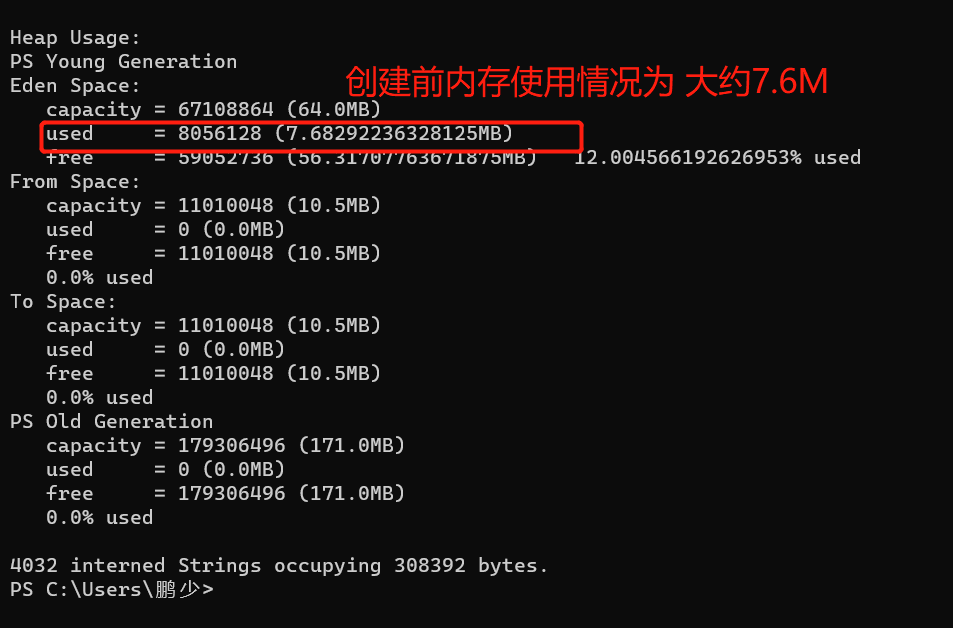 Heap Usage:
PS Young Generation
创建前内存使用情况为 大约7.6M
Eden Space:
capacity = 67108864 (64.0MB)
used = 8056128 (7.68292236328125MB)
free = 59052736 (56.31707763671875MB) 12.004566192626953% used
From Space:
capacity = 11010048 (10.5MB)
used = 0 (0.0MB)
free = 11010048 (10.5MB)
0.0% used
To Space:
capacity = 11010048 (10.5MB)
used = 0 (0.0MB)
free = 11010048 (10.5MB)
0.0% used
PS Old Generation
capacity = 179306496 (171.0MB)
used = 0 (0.0MB)
free = 179306496 (171.0MB)
0.0% used
4032 interned Strings occupying 308392 bytes.
PS C:\Users\鹏少>